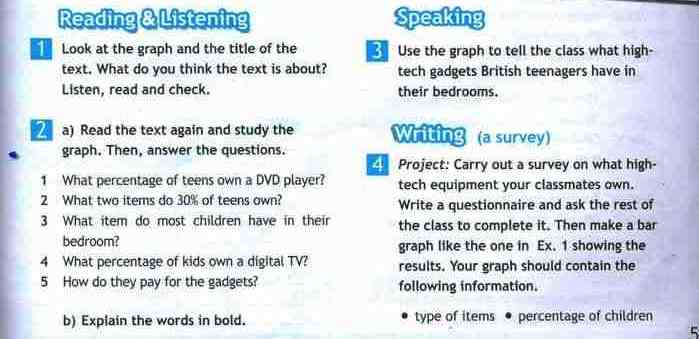 Reading & Listening
1 Look at the graph and the title of the
text. What do you think the text is about?
Listen, read and check.
2 a) Read the text again and study the
graph. Then, answer the questions.
1 What percentage of teens own a DVD player?
2 What two items do 30% of teens own?
3 What item do most children have in their
bedroom?
4 What percentage of kids own a digital TV?
5 How do they pay for the gadgets?
b) Explain the words in bold.
Speaking
3 Use the graph to tell the class what high-
tech gadgets British teenagers have in
their bedrooms.
Writing (a survey)
4 Project: Carry out a survey on what high-
tech equipment your classmates own.
Write a questionnaire and ask the rest of
the class to complete it. Then make a bar
graph like the one in Ex. 1 showing the
results. Your graph should contain the
following information.
• type of items • percentage of children